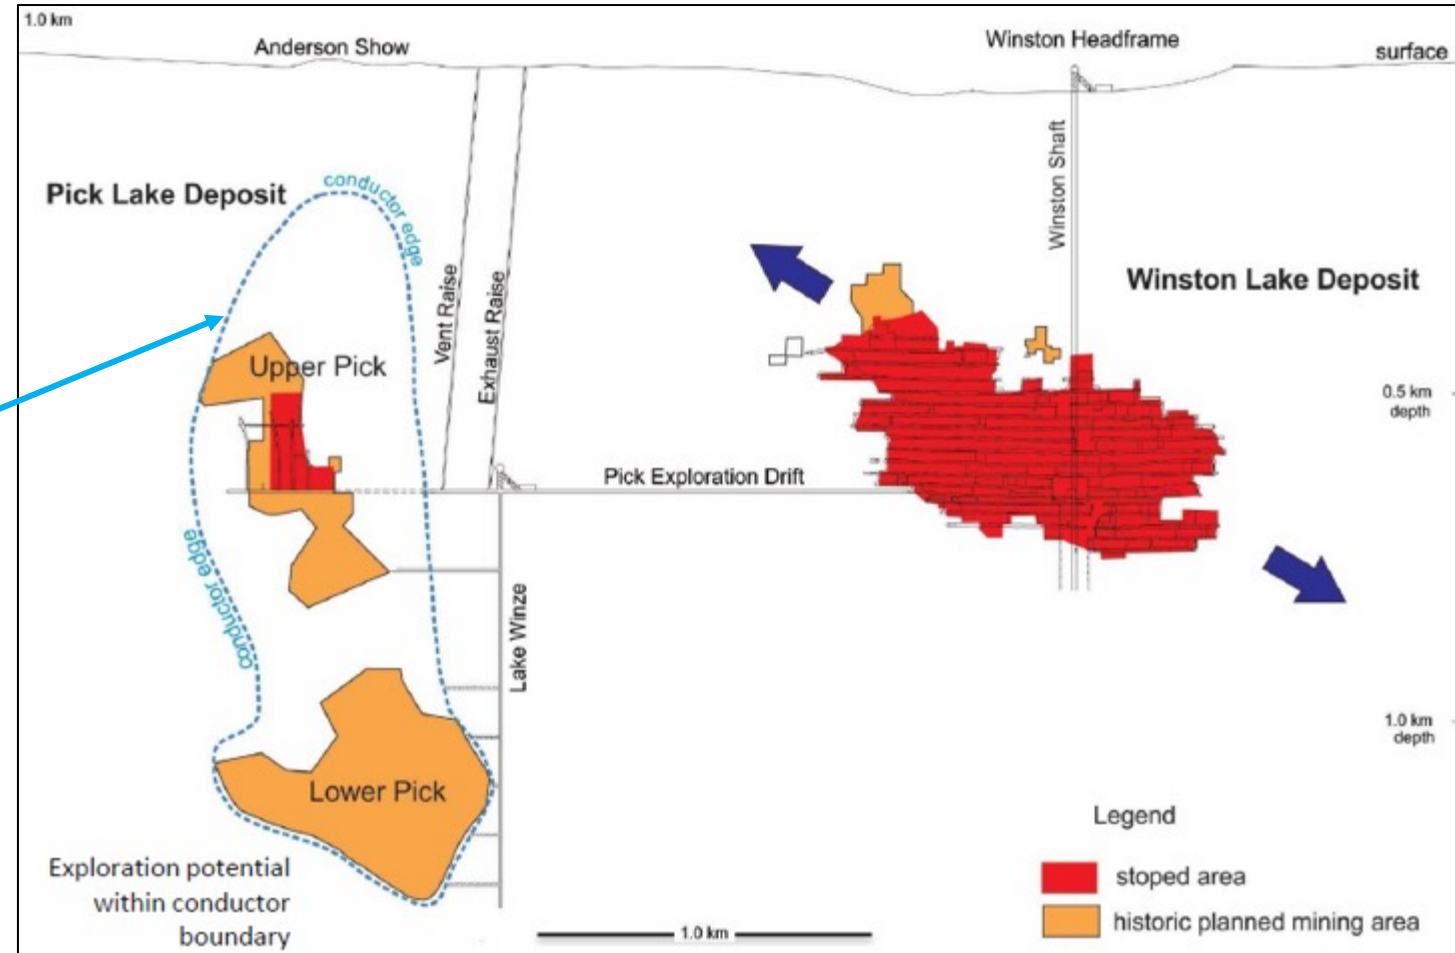 1.0 km
Anderson Show
Winston Headframe
surface
Pick Lake Deposit
conductor edge
Vent Raise
Exhaust Raise
Winston Shaft
Winston Lake Deposit
Upper Pick
0.5 km
depth
Pick Exploration Drift
conductor edge
Lake Winze
1.0 km
depth
Lower Pick
Exploration potential
within conductor
boundary
Legend
stoped area
historic planned mining area
1.0 km